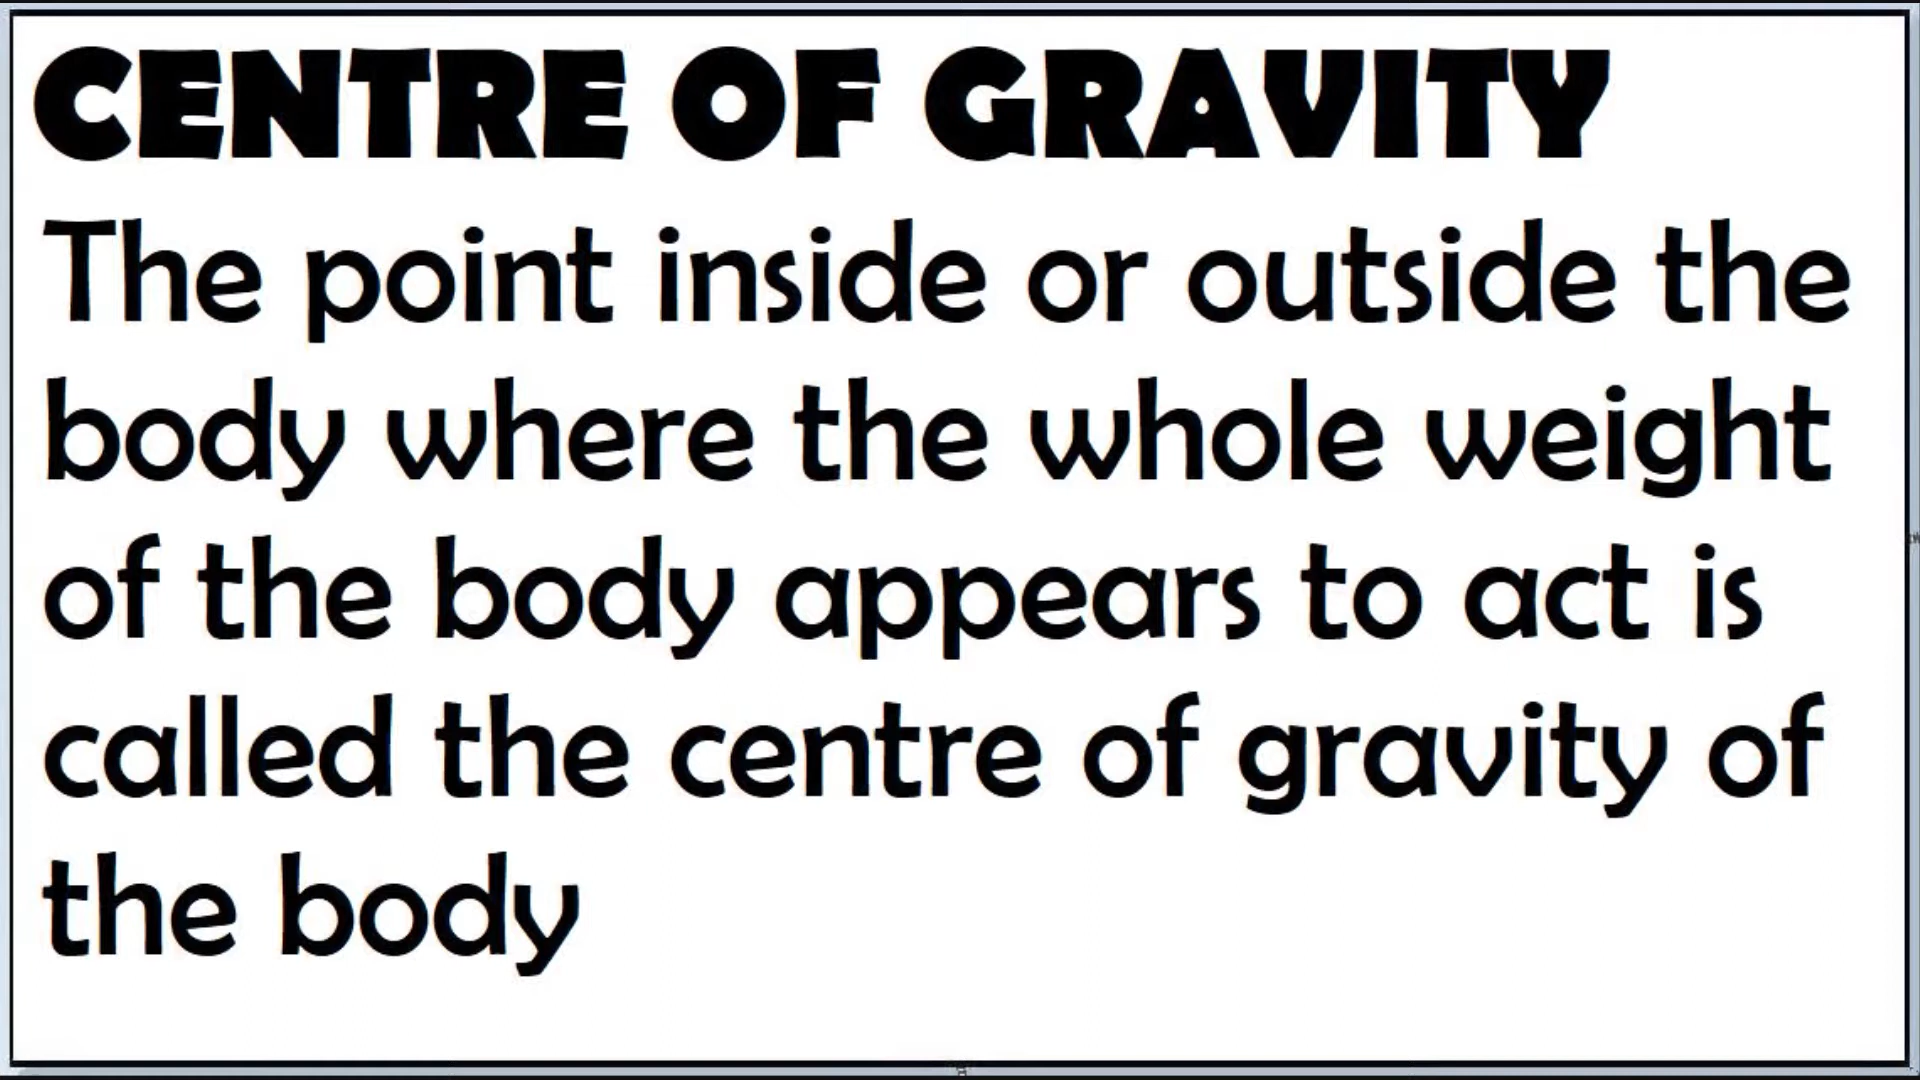 CENTRE OF GRAVITY
The point inside or outside the
body where the whole weight
of the body appears to act is
called the centre of gravity of
the body